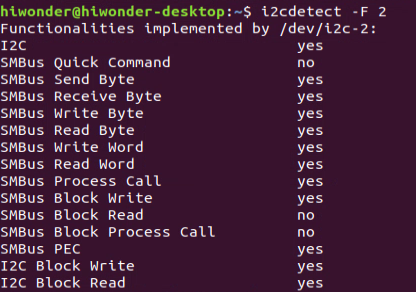 hiwonder@hiwonder-desktop:~$ i2cdetect -F 2
Functionalities implemented by /dev/i2c-2:
I2C                              yes
SMBus Quick Command              no
SMBus Send Byte                  yes
SMBus Receive Byte               yes
SMBus Write Byte                 yes
SMBus Read Byte                  yes
SMBus Write Word                 yes
SMBus Read Word                  yes
SMBus Process Call               yes
SMBus Block Write                yes
SMBus Block Read                 no
SMBus Block Process Call         no
SMBus PEC                        yes
I2C Block Write                  yes
I2C Block Read                   yes